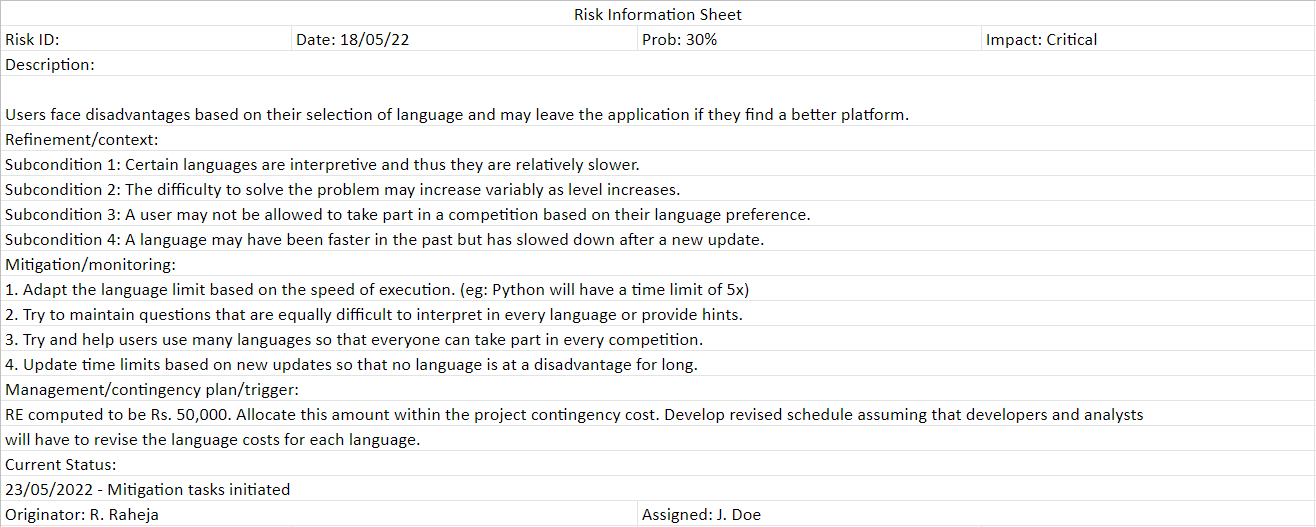 Risk Information Sheet
Risk ID: Date: 18/05/22 Prob: 30% Impact: Critical
Description:
Users face disadvantages based on their selection of language and may leave the application if they find a better platform.
Refinement/context:
Subcondition 1: Certain languages are interpretive and thus they are relatively slower.
Subcondition 2: The difficulty to solve the problem may increase variably as level increases.
Subcondition 3: A user may not be allowed to take part in a competition based on their language preference.
Subcondition 4: A language may have been faster in the past but has slowed down after a new update.
Mitigation/monitoring:
1. Adapt the language limit based on the speed of execution. (eg: Python will have a time limit of 5x)
2. Try to maintain questions that are equally difficult to interpret in every language or provide hints.
3. Try and help users use many languages so that everyone can take part in every competition.
4. Update time limits based on new updates so that no language is at a disadvantage for long.
Management/contingency plan/trigger:
RE computed to be Rs. 50,000. Allocate this amount within the project contingency cost. Develop revised schedule assuming that developers and analysts
will have to revise the language costs for each language.
Current Status:
23/05/2022 - Mitigation tasks initiated
Originator: R. Raheja Assigned: J. Doe